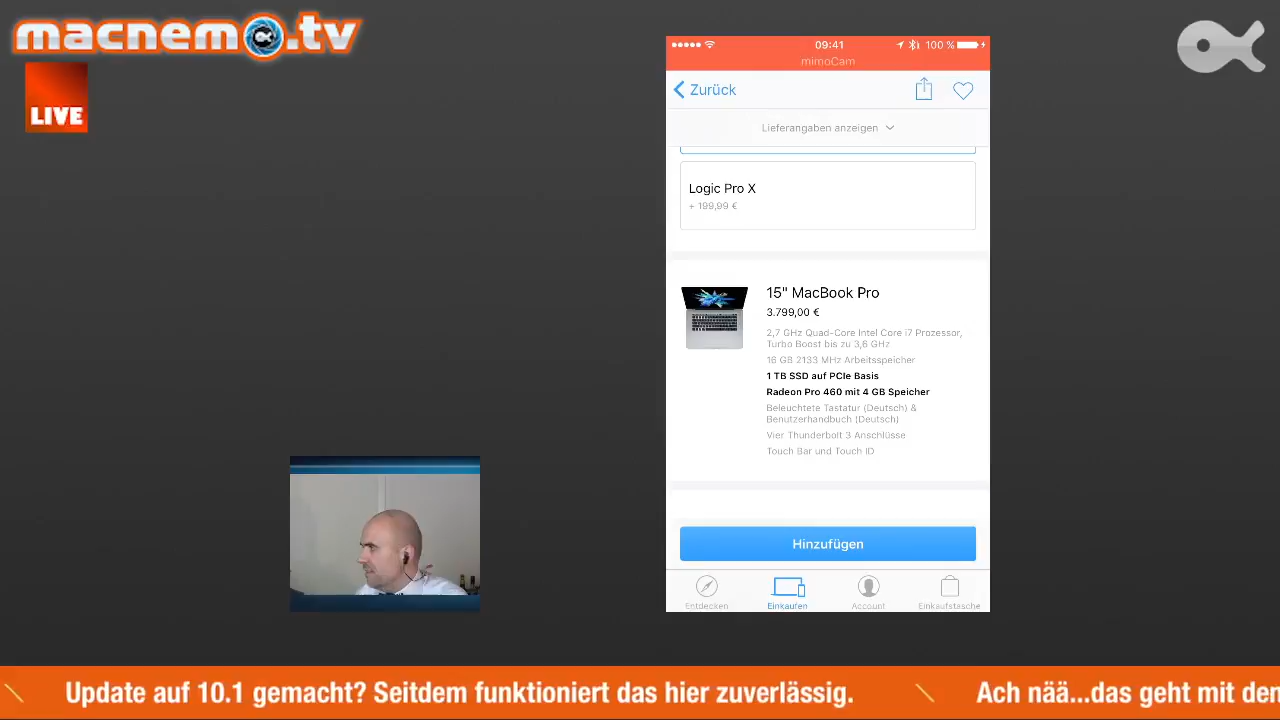 macnemo.tv
LIVE
09:41
100 %
mimoCam
Zurück
Lieferangaben anzeigen
Logic Pro X
+ 199,99 €
15" MacBook Pro
3.799,00 €
2,7 GHz Quad-Core Intel Core i7 Prozessor,
Turbo Boost bis zu 3,6 GHz
16 GB 2133 MHz Arbeitsspeicher
1 TB SSD auf PCIe Basis
Radeon Pro 460 mit 4 GB Speicher
Beleuchtete Tastatur (Deutsch) &
Benutzerhandbuch (Deutsch)
Vier Thunderbolt 3 Anschlüsse
Touch Bar und Touch ID
Hinzufügen
Entdecken
Einkaufen
Account
Einkaufstasche
Update auf 10.1 gemacht? Seitdem funktioniert das hier zuverlässig.
Ach nää...das geht mit den